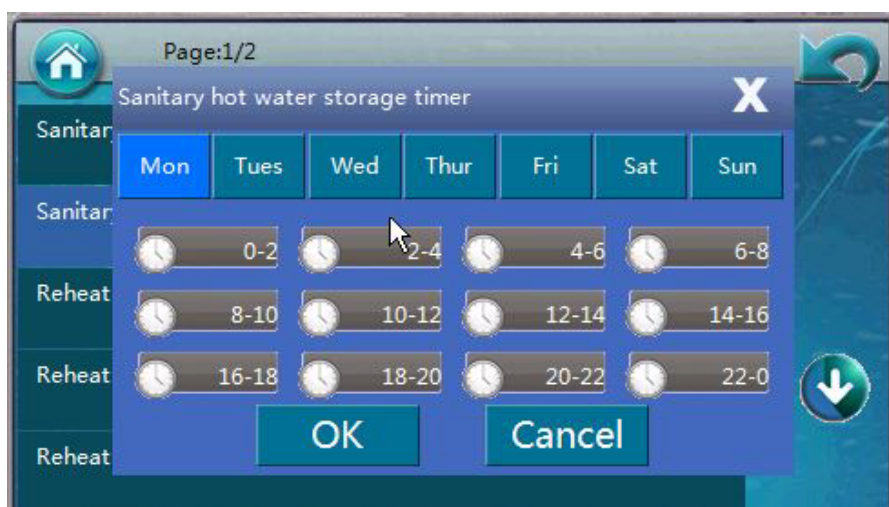 Page:1/2
Sanitary hot water storage timer X
Sanitar
Mon Tues Wed Thur Fri Sat Sun
Sanitar
0-2 2-4 4-6 6-8
Reheat
8-10 10-12 12-14 14-16
Reheat
16-18 18-20 20-22 22-0
OK Cancel
Reheat